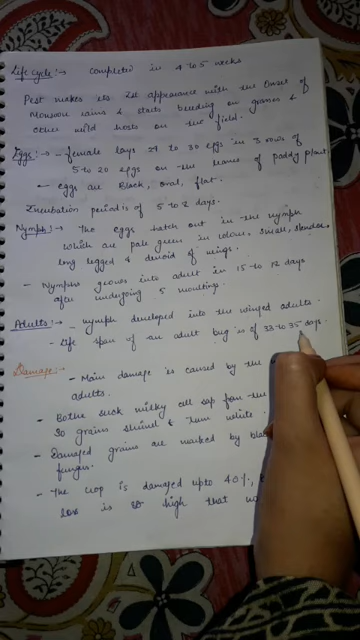 Life cycle :→ Completed in 4 to 5 weeks
Pest makes its 1st appearance with the Onset of
Monsoon rains & starts breeding on grasses &
other wild hosts on the field.
Eggs :→ - female lays 24 to 30 eggs in 3 rows of
5 to 20 eggs on the leaves of paddy plant,
- eggs are Black, oval, flat.
Incubation period is of 5 to 8 days.
Nymph :→ - The eggs hatch out in the nymph
which are pale green in colour, small, slender,
long legged & devoid of wings.
- Nymphs grows into adult in 15 to 12 days
after undergoing 5 moultings.
Adults :→ - nymph developed into the winged adults.
- Life span of an adult bug is of 33 to 35 days.
Damage :→
- Main damage is caused by the
adults.
- Bothe suck milky cell sap from the
So grains shrivel & turn white.
- Damaged grains are marked by
fungus.
- The crop is damaged upto 40%,
loss is so high that